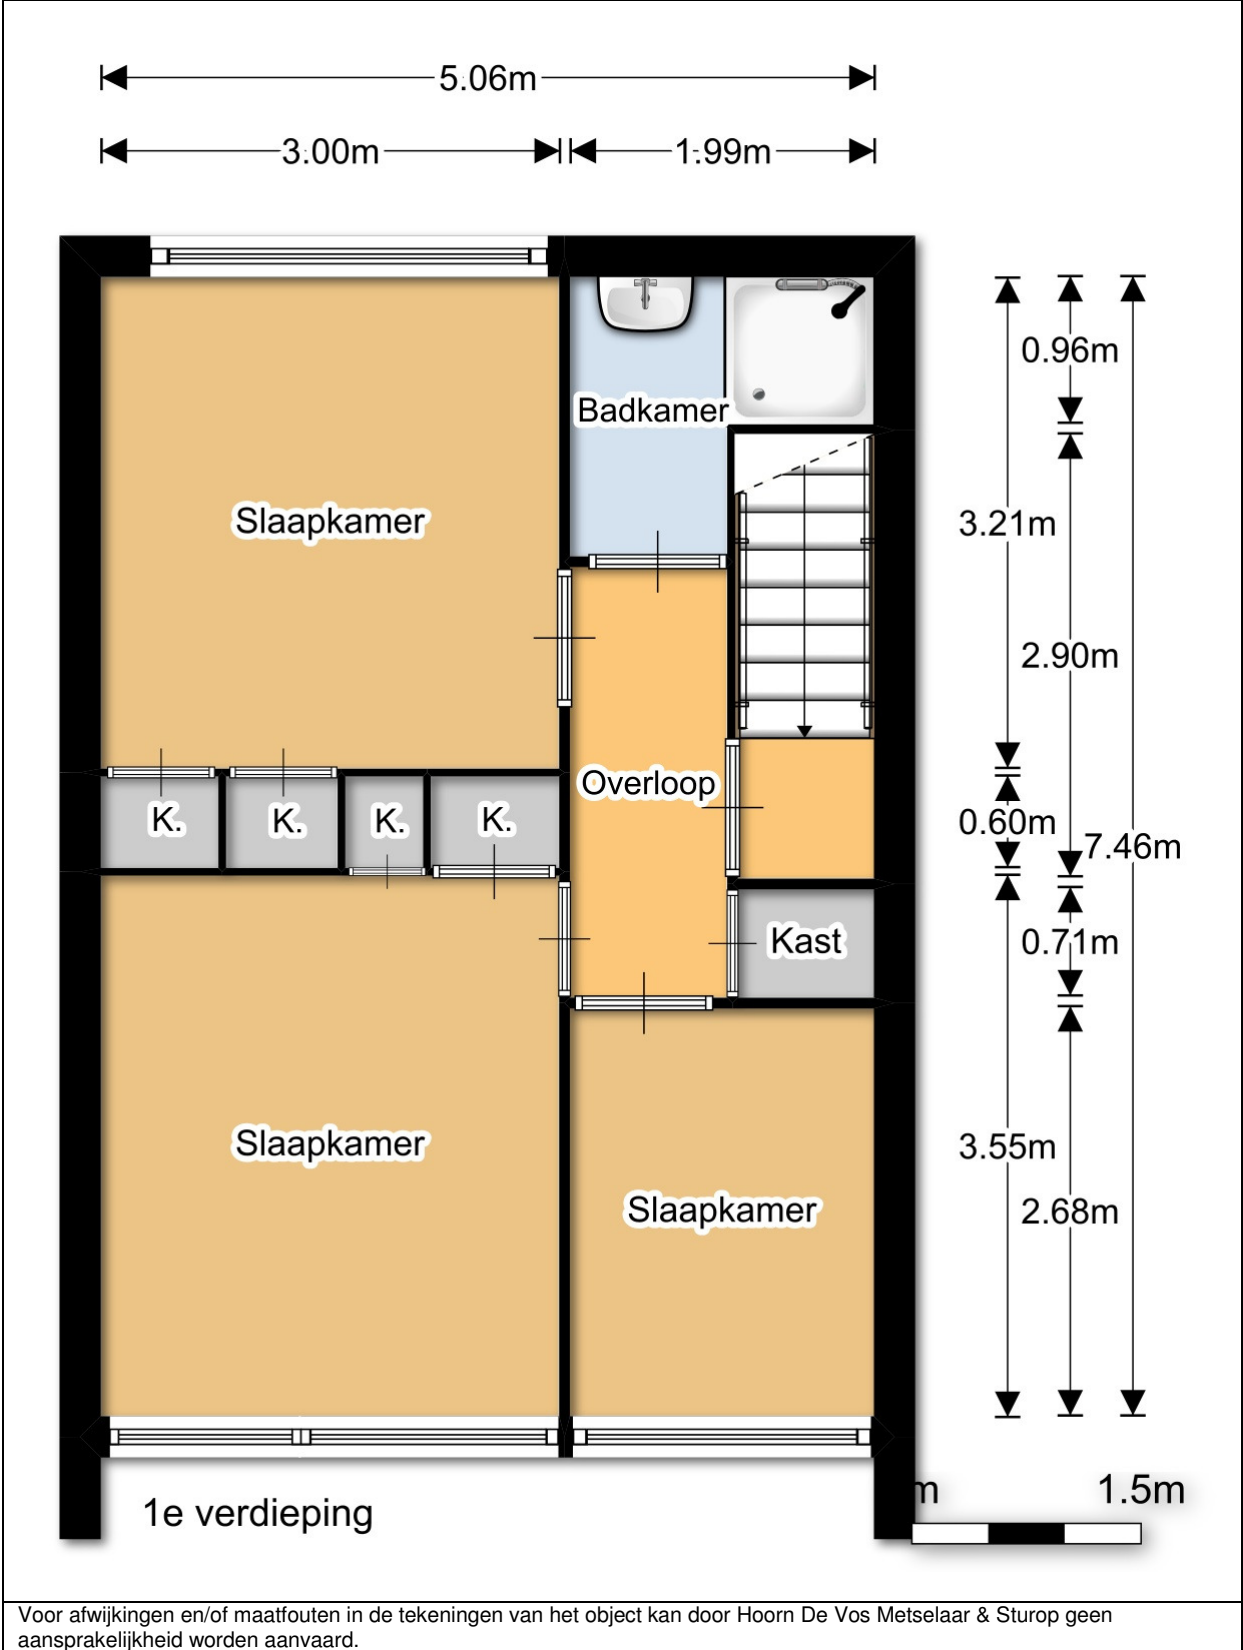 5.06m
3.00m
1.99m
0.96m
Badkamer
Slaapkamer
3.21m
2.90m
Overloop
K.
K.
K.
K.
0.60m
7.46m
Kast
0.71m
Slaapkamer
3.55m
Slaapkamer
2.68m
m
1.5m
1e verdieping
Voor afwijkingen en/of maatfouten in de tekeningen van het object kan door Hoorn De Vos Metselaar & Sturop geen
aansprakelijkheid worden aanvaard.